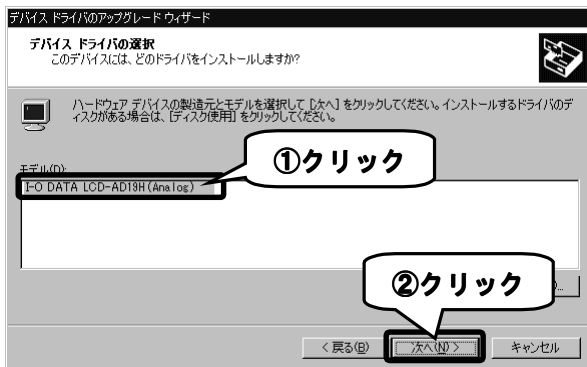 デバイス ドライバのアップグレード ウィザード
デバイス ドライバの選択
このデバイスには、どのドライバをインストールしますか?
ハードウェア デバイスの製造元とモデルを選択して [次へ] をクリックしてください。インストールするドライバのデ
ィスクがある場合は、[ディスク使用] をクリックしてください。
①クリック
モデル(D):
I-O DATA LCD-AD19H(Analog)
②クリック
< 戻る(B)
次へ(N) >
キャンセル